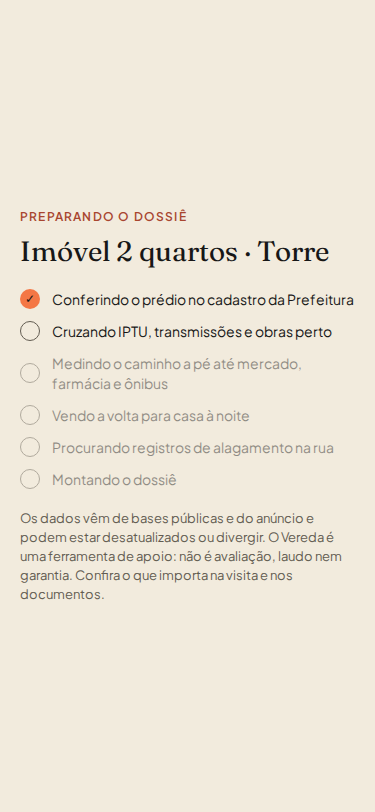 PREPARANDO O DOSSIÊ
Imóvel 2 quartos · Torre
✓ Conferindo o prédio no cadastro da Prefeitura
Cruzando IPTU, transmissões e obras perto
Medindo o caminho a pé até mercado,
farmácia e ônibus
Vendo a volta para casa à noite
Procurando registros de alagamento na rua
Montando o dossiê
Os dados vêm de bases públicas e do anúncio e
podem estar desatualizados ou divergir. O Vereda é
uma ferramenta de apoio: não é avaliação, laudo nem
garantia. Confira o que importa na visita e nos
documentos.